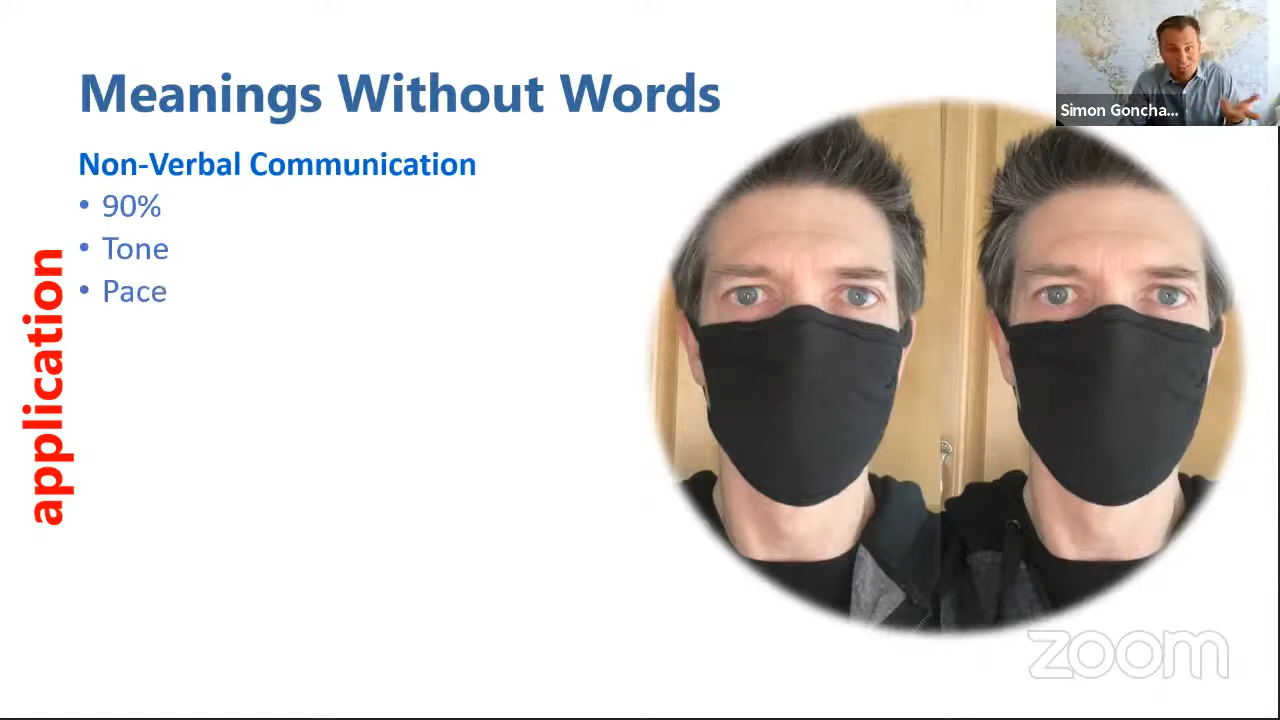 Meanings Without Words
Simon Goncha...
Non-Verbal Communication
• 90%
• Tone
• Pace
application
zoom